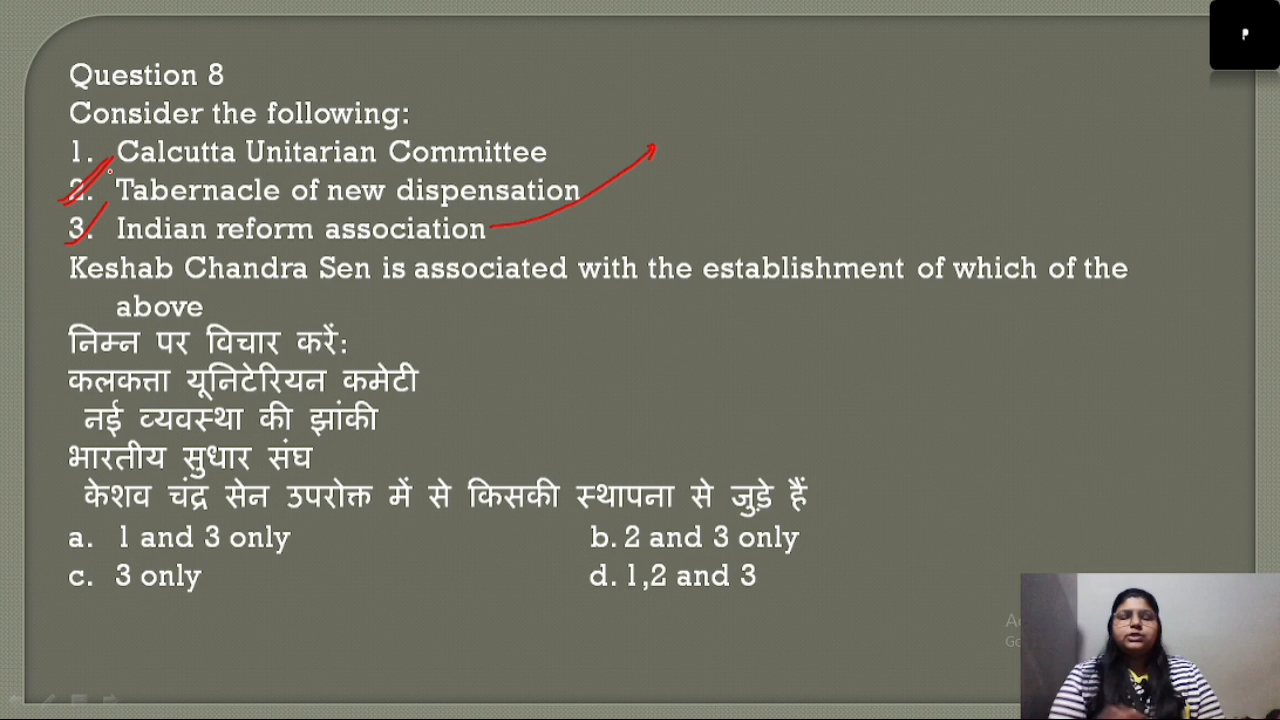 Question 8
Consider the following:
1. Calcutta Unitarian Committee
2. Tabernacle of new dispensation
3. Indian reform association
Keshab Chandra Sen is associated with the establishment of which of the
above
निम्न पर विचार करें:
कलकत्ता यूनिटेरियन कमेटी
नई व्यवस्था की झांकी
भारतीय सुधार संघ
केशव चंद्र सेन उपरोक्त में से किसकी स्थापना से जुड़े हैं
a. 1 and 3 only b. 2 and 3 only
c. 3 only d. 1,2 and 3